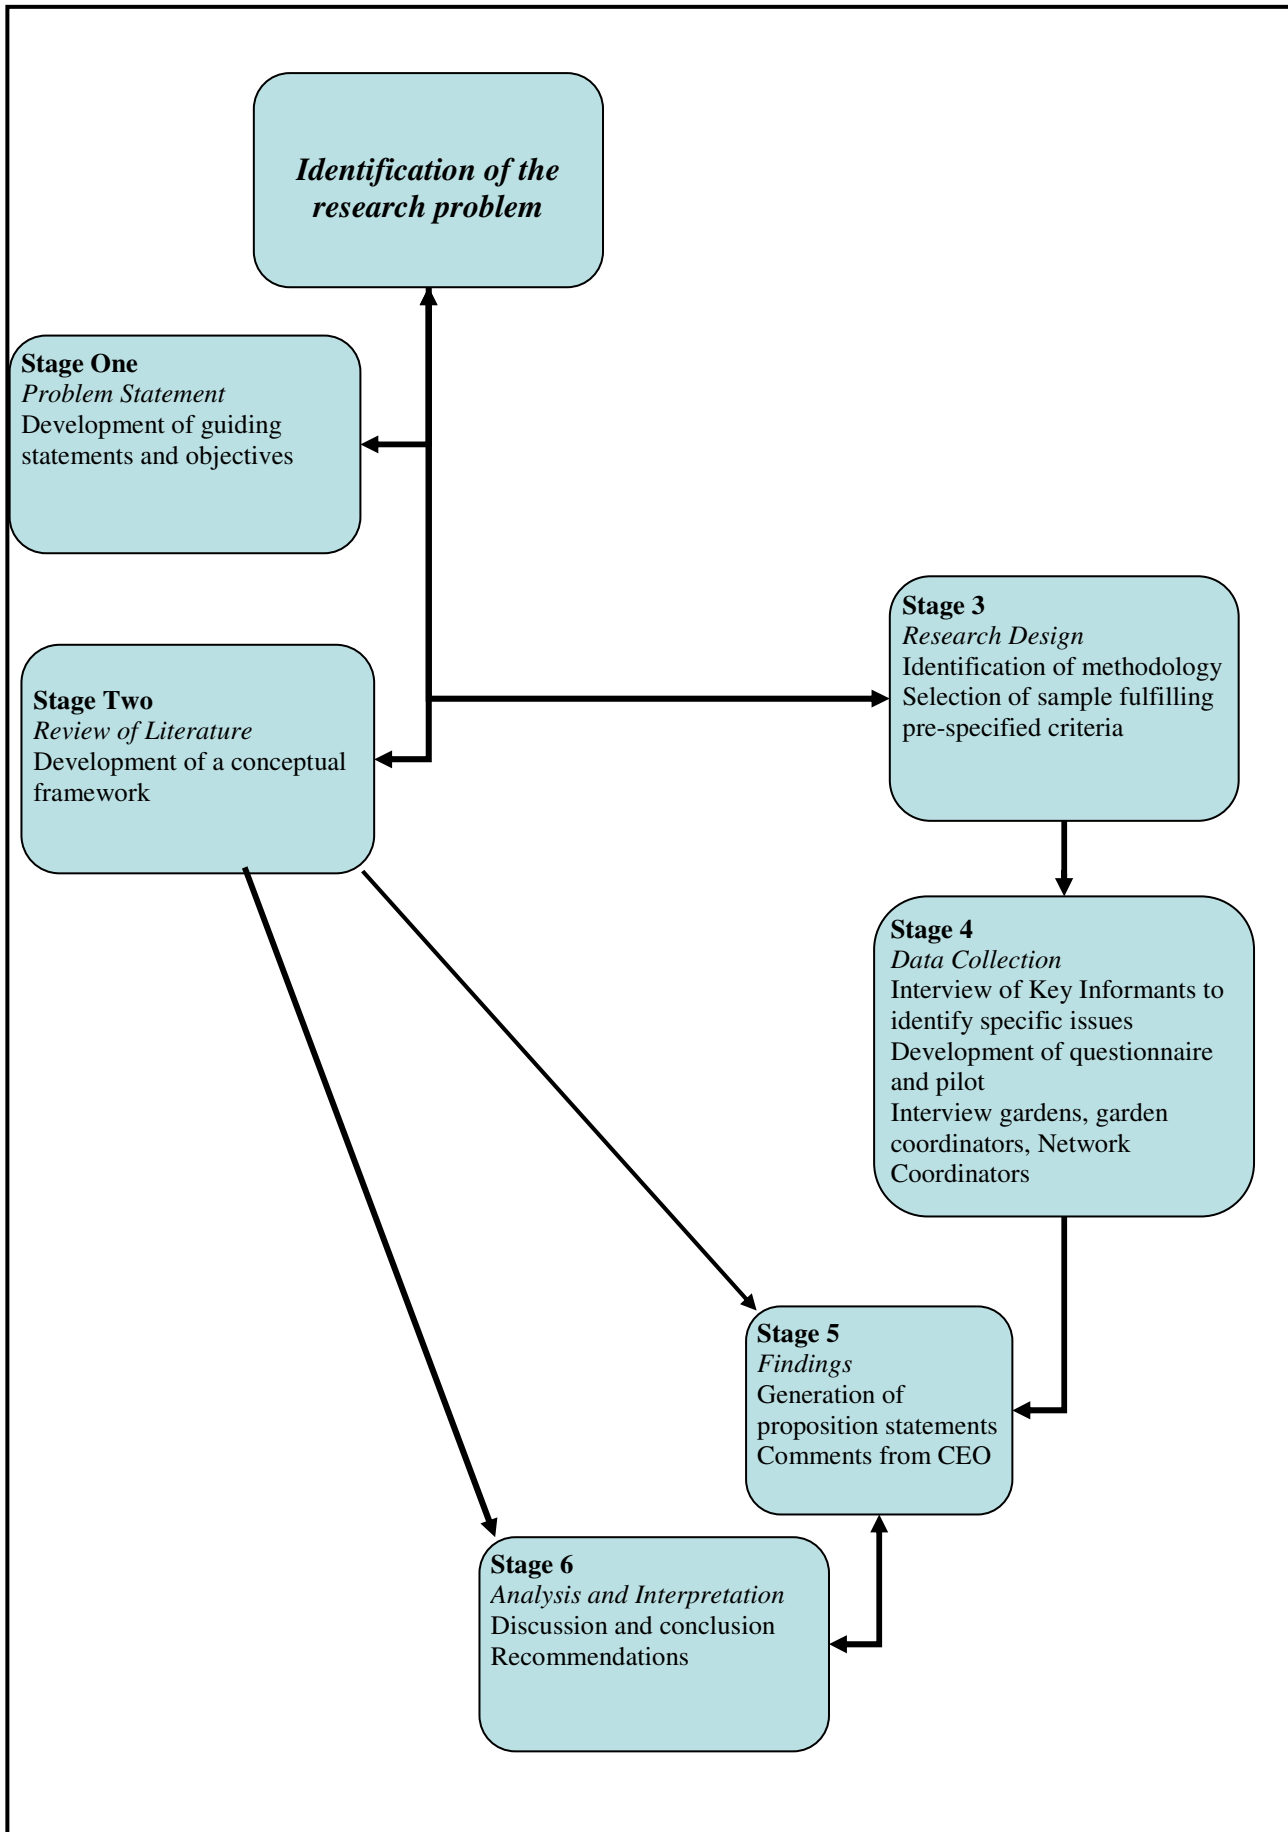 Identification of the
research problem
Stage One
Problem Statement
Development of guiding
statements and objectives
Stage Two
Review of Literature
Development of a conceptual
framework
Stage 3
Research Design
Identification of methodology
Selection of sample fulfilling
pre-specified criteria
Stage 4
Data Collection
Interview of Key Informants to
identify specific issues
Development of questionnaire
and pilot
Interview gardens, garden
coordinators, Network
Coordinators
Stage 5
Findings
Generation of
proposition statements
Comments from CEO
Stage 6
Analysis and Interpretation
Discussion and conclusion
Recommendations